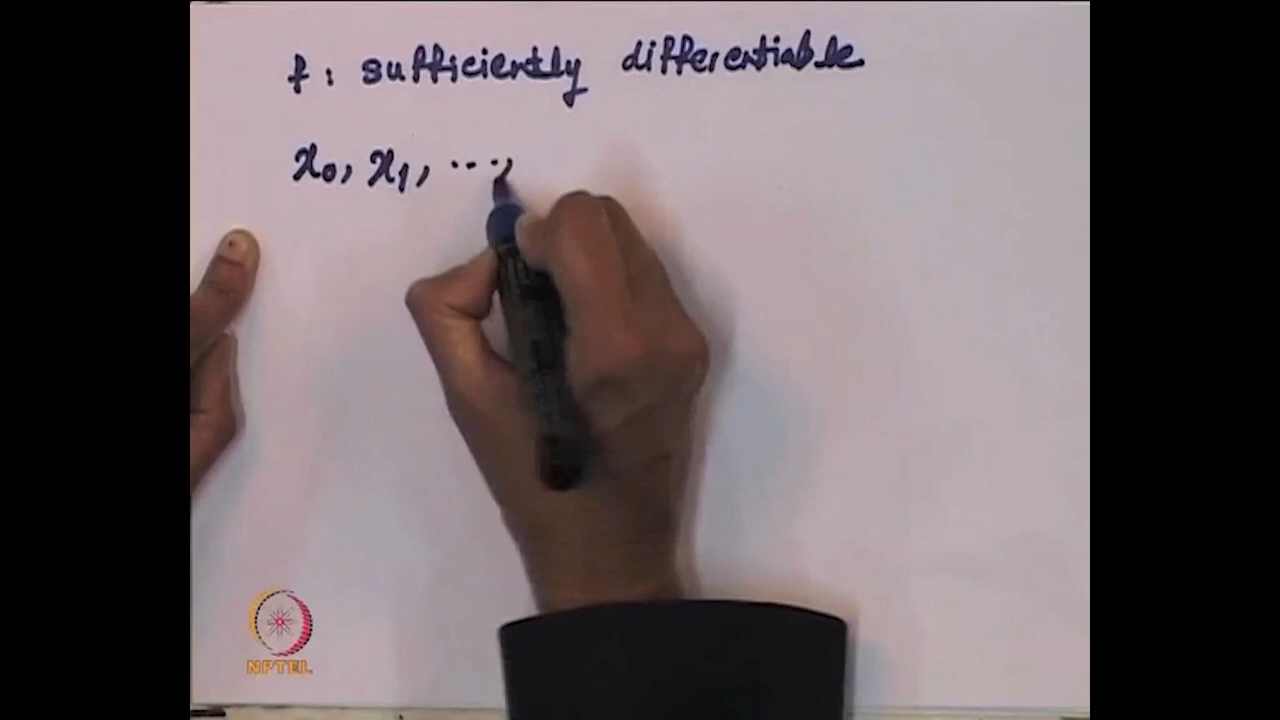 f : sufficiently differentiable
x₀, x₁, ...,
NPTEL